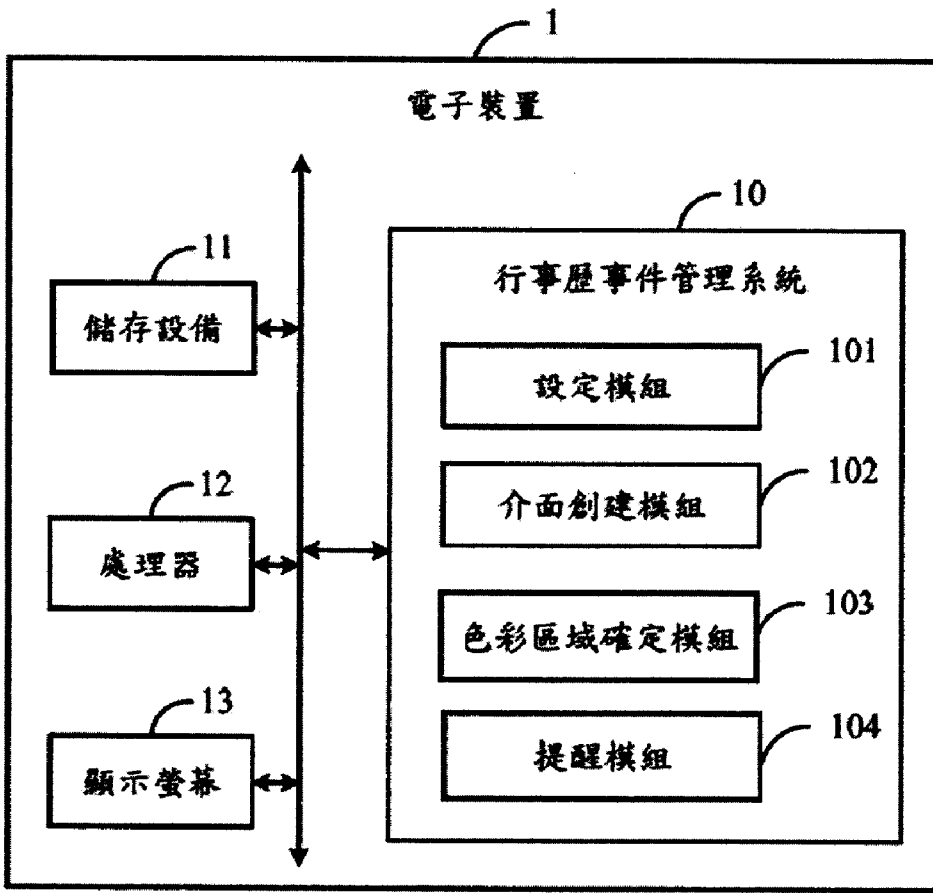 1
電子裝置
11
儲存設備
12
處理器
13
顯示螢幕
10
行事歷事件管理系統
101
設定模組
102
介面創建模組
103
色彩區域確定模組
104
提醒模組